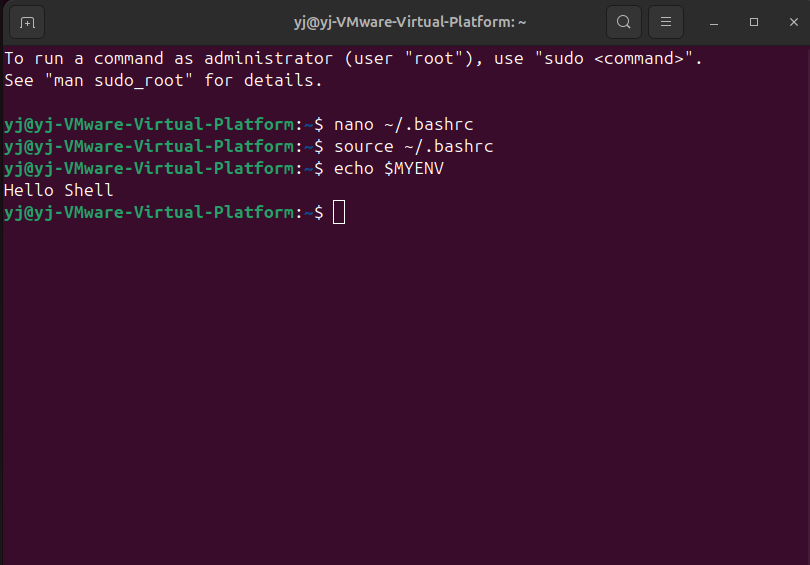 yj@yj-VMware-Virtual-Platform: ~
To run a command as administrator (user "root"), use "sudo <command>".
See "man sudo_root" for details.
yj@yj-VMware-Virtual-Platform:~$ nano ~/.bashrc
yj@yj-VMware-Virtual-Platform:~$ source ~/.bashrc
yj@yj-VMware-Virtual-Platform:~$ echo $MYENV
Hello Shell
yj@yj-VMware-Virtual-Platform:~$